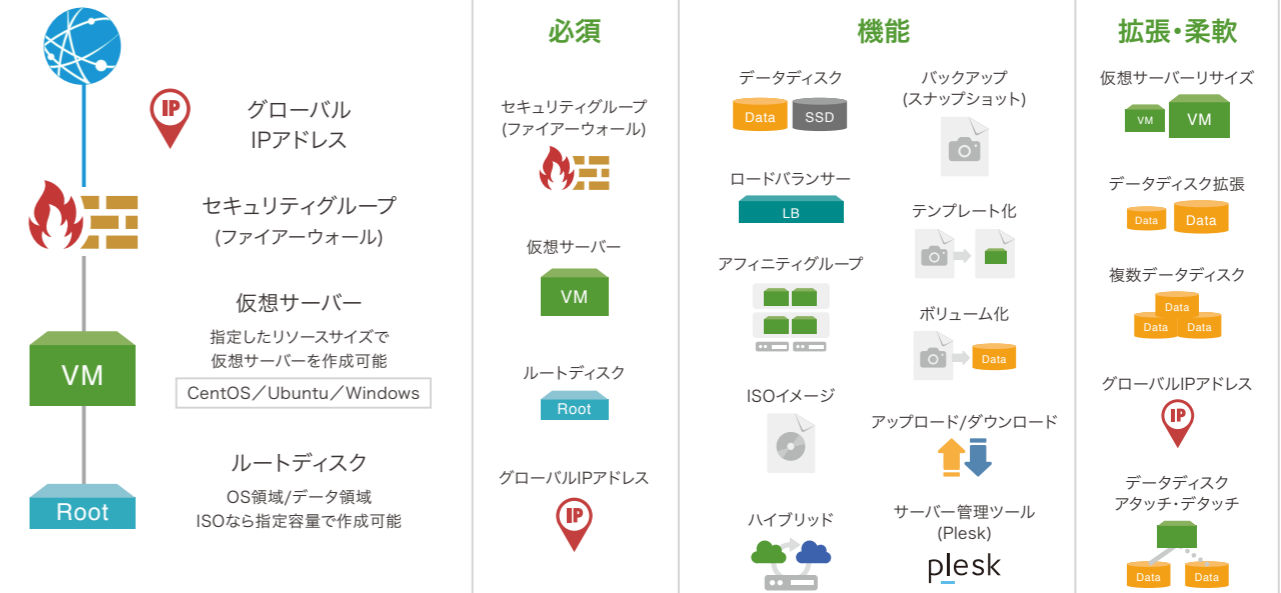 IP
グローバル
IPアドレス
セキュリティグループ
(ファイアーウォール)
仮想サーバー
指定したリソースサイズで
仮想サーバーを作成可能
VM
CentOS／Ubuntu／Windows
ルートディスク
OS領域/データ領域
ISOなら指定容量で作成可能
Root
必須
セキュリティグループ
(ファイアーウォール)
仮想サーバー
VM
ルートディスク
Root
グローバルIPアドレス
IP
機能
データディスク
Data SSD
ロードバランサー
LB
アフィニティグループ
ISOイメージ
ハイブリッド
バックアップ
(スナップショット)
テンプレート化
ボリューム化
Data
アップロード/ダウンロード
サーバー管理ツール
(Plesk)
plesk
拡張・柔軟
仮想サーバーリサイズ
VM VM
データディスク拡張
Data Data
複数データディスク
Data
Data Data
グローバルIPアドレス
IP
データディスク
アタッチ・デタッチ
Data Data